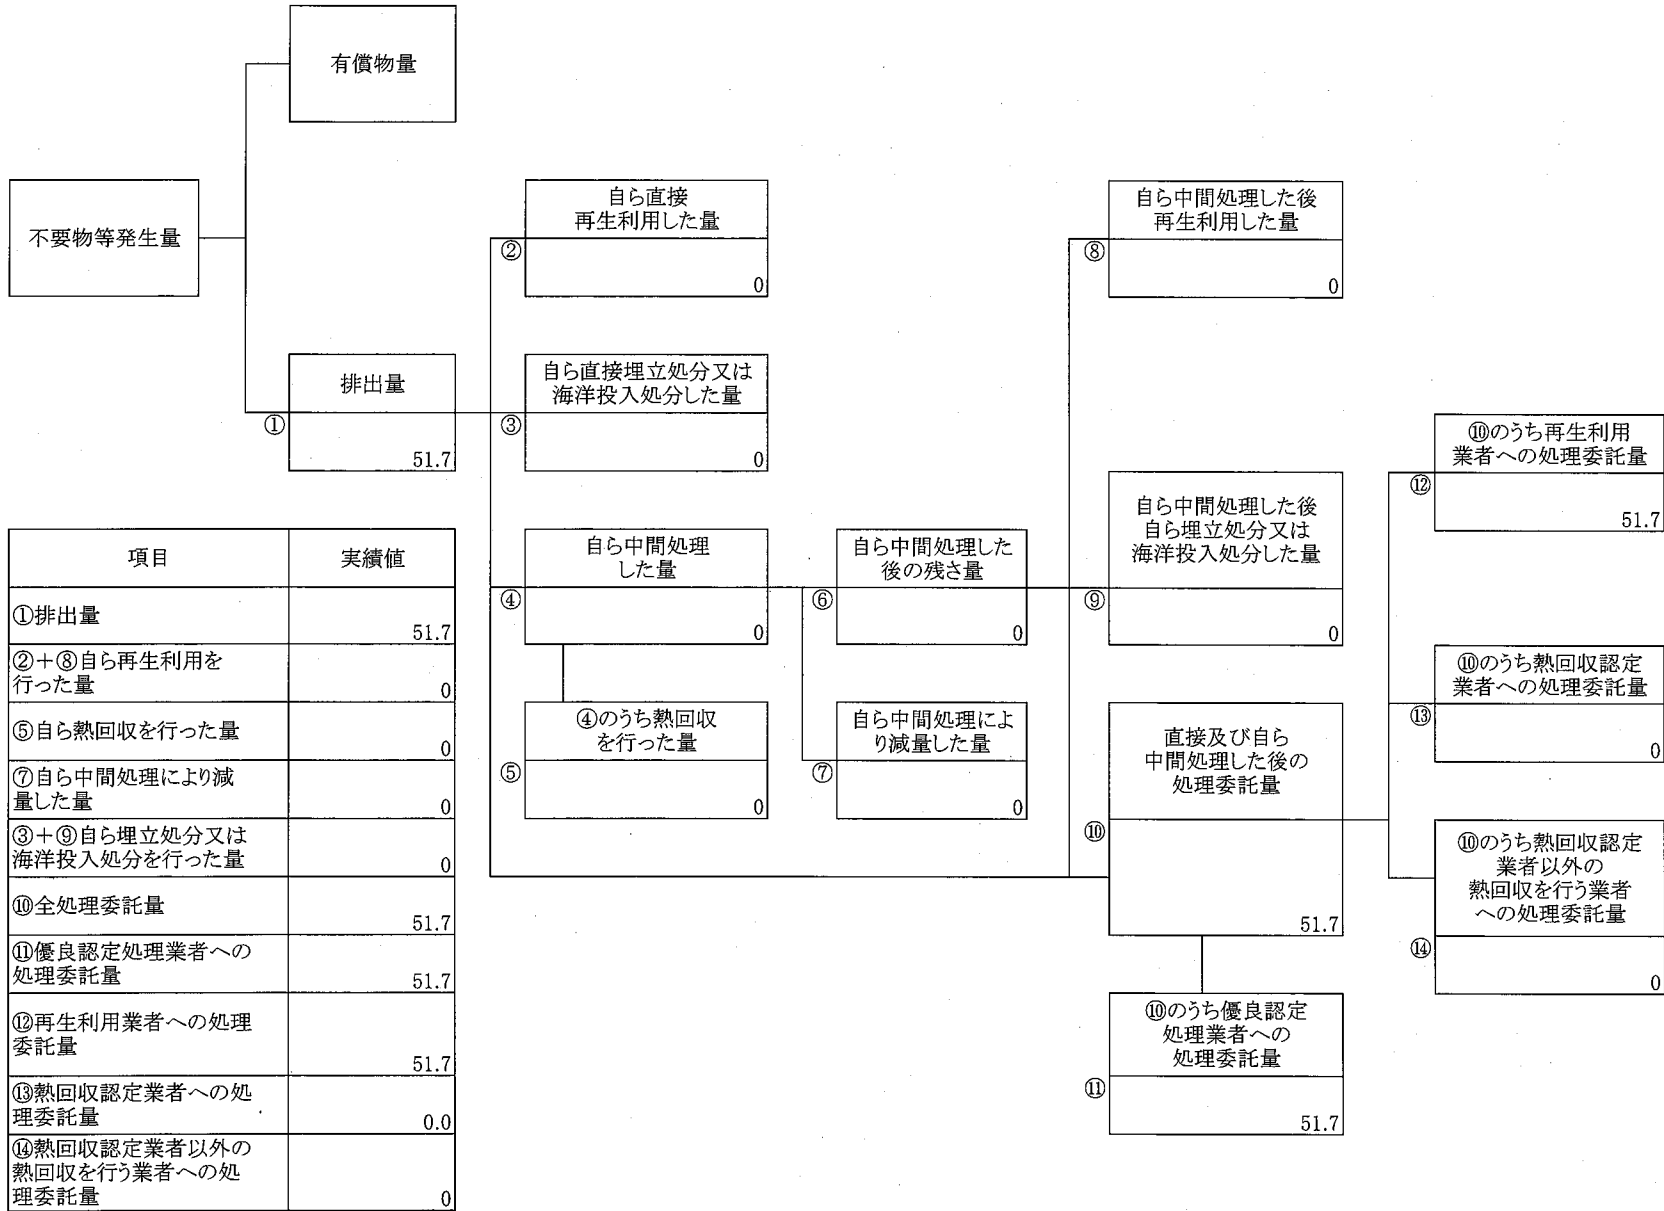 有償物量
不要物等発生量
排出量
①
51.7
自ら直接
再生利用した量
②
0
自ら直接埋立処分又は
海洋投入処分した量
③
0
自ら中間処理
した量
④
0
④のうち熱回収
を行った量
⑤
0
自ら中間処理した
後の残さ量
⑥
0
自ら中間処理によ
り減量した量
⑦
0
自ら中間処理した後
再生利用した量
⑧
0
自ら中間処理した後
自ら埋立処分又は
海洋投入処分した量
⑨
0
直接及び自ら
中間処理した後の
処理委託量
⑩
51.7
⑩のうち優良認定
処理業者への
処理委託量
⑪
51.7
⑩のうち再生利用
業者への処理委託量
⑫
51.7
⑩のうち熱回収認定
業者への処理委託量
⑬
0
⑩のうち熱回収認定
業者以外の
熱回収を行う業者
への処理委託量
⑭
0
項目 実績値
①排出量
51.7
②＋⑧自ら再生利用を
行った量
0
⑤自ら熱回収を行った量
0
⑦自ら中間処理により減
量した量
0
③＋⑨自ら埋立処分又は
海洋投入処分を行った量
0
⑩全処理委託量
51.7
⑪優良認定処理業者への
処理委託量
51.7
⑫再生利用業者への処理
委託量
51.7
⑬熱回収認定業者への処
理委託量
0.0
⑭熱回収認定業者以外の
熱回収を行う業者への処
理委託量
0